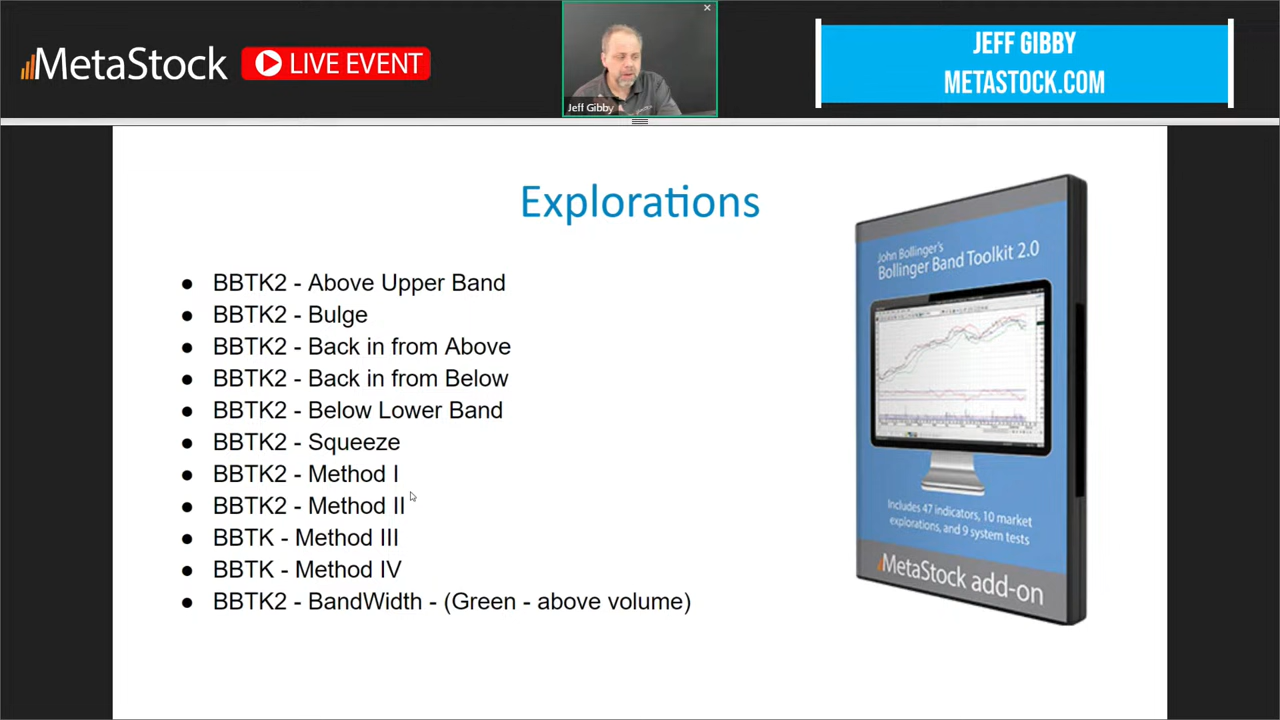 MetaStock LIVE EVENT
Jeff Gibby
JEFF GIBBY
METASTOCK.COM
Explorations
● BBTK2 - Above Upper Band
● BBTK2 - Bulge
● BBTK2 - Back in from Above
● BBTK2 - Back in from Below
● BBTK2 - Below Lower Band
● BBTK2 - Squeeze
● BBTK2 - Method I
● BBTK2 - Method II
● BBTK - Method III
● BBTK - Method IV
● BBTK2 - BandWidth - (Green - above volume)
John Bollinger's
Bollinger Band Toolkit 2.0
Includes 47 indicators, 10 market
explorations, and 9 system tests
MetaStock add-on